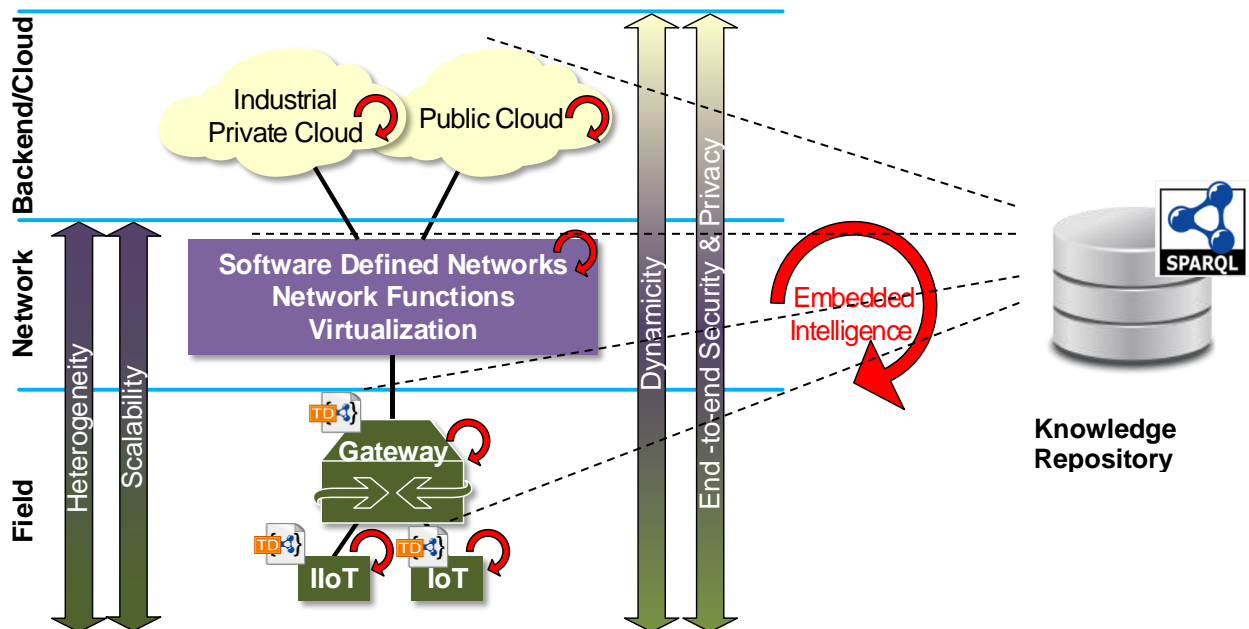 Backend/Cloud
Network
Field
Heterogeneity
Scalability
Industrial
Private Cloud
Public Cloud
Software Defined Networks
Network Functions
Virtualization
TD { }
Gateway
TD { }
IIoT
TD { }
IoT
Dynamicity
End -to-end Security & Privacy
Embedded
Intelligence
SPARQL
Knowledge
Repository